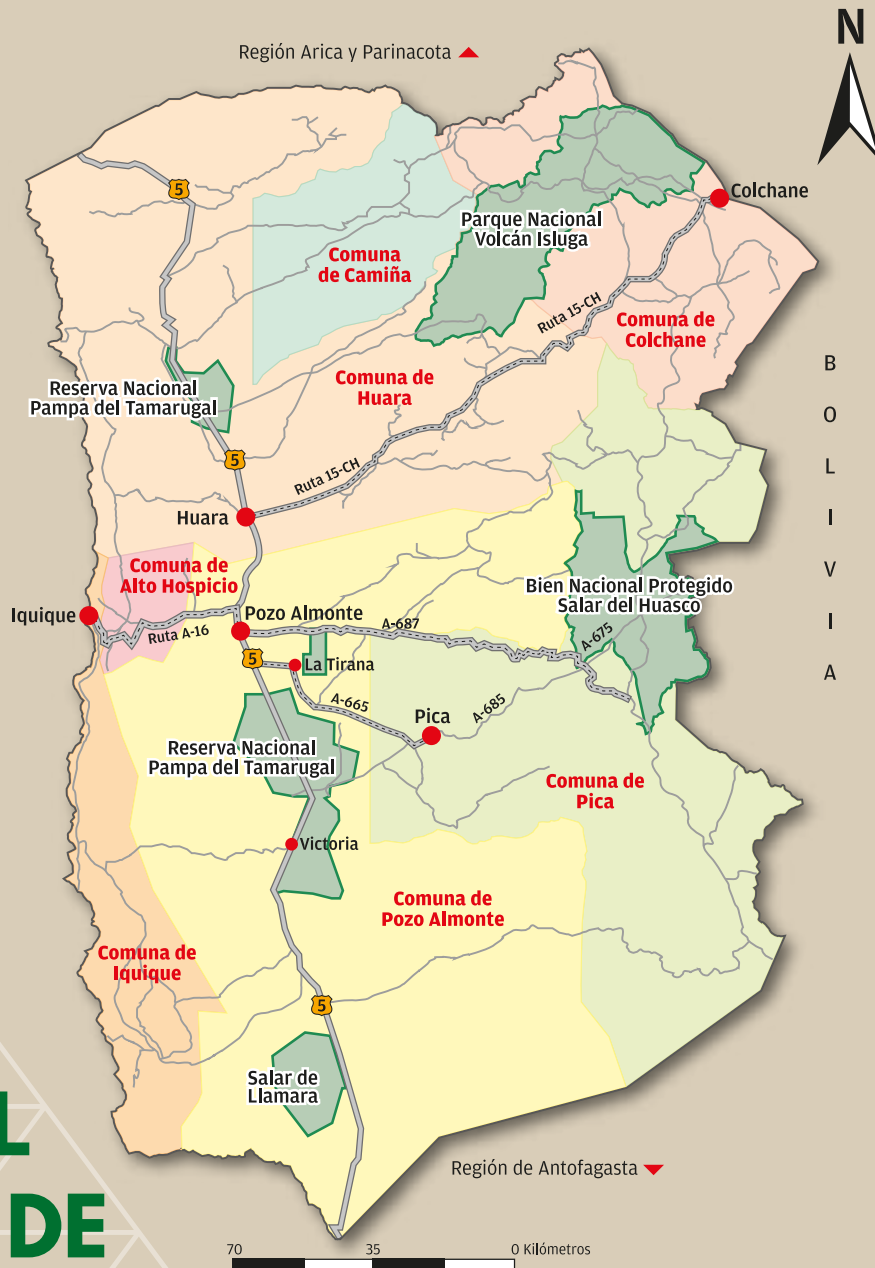 N
Región Arica y Parinacota
5
Colchane
Parque Nacional
Volcán Isluga
Comuna
de Camiña
Ruta 15-CH
Comuna de
Colchane
BOLIVIA
Reserva Nacional
Pampa del Tamarugal
Comuna de
Huara
5
Ruta 15-CH
Huara
Comuna de
Alto Hospicio
Bien Nacional Protegido
Salar del Huasco
Iquique
Pozo Almonte
Ruta A-16
A-687
A-675
5
La Tirana
A-665
A-685
Pica
Reserva Nacional
Pampa del Tamarugal
Comuna de
Pica
Victoria
Comuna de
Pozo Almonte
Comuna de
Iquique
5
Salar de
Llamara
L
DE
Región de Antofagasta
70 35 0 Kilómetros